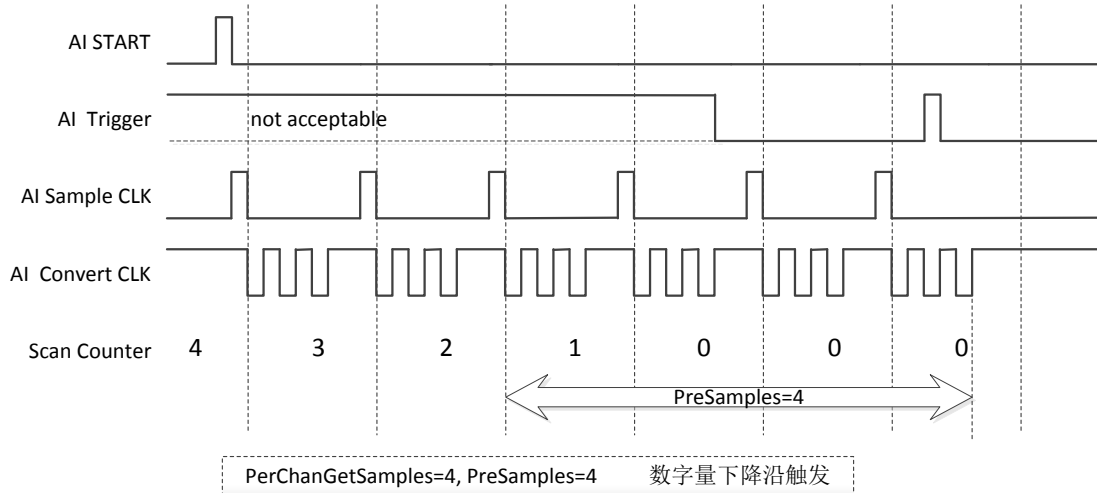 AI START
AI Trigger
not acceptable
AI Sample CLK
AI Convert CLK
Scan Counter 4 3 2 1 0 0 0
PreSamples=4
PerChanGetSamples=4, PreSamples=4 数字量下降沿触发